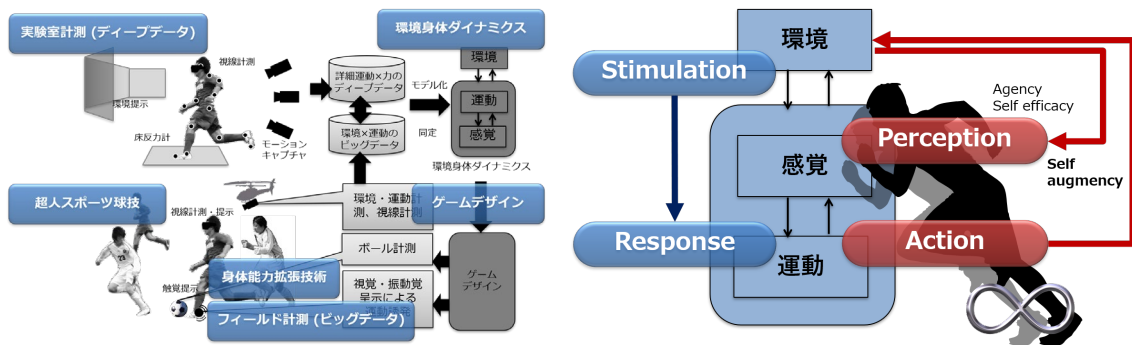 実験室計測 (ディープデータ)
視線計測
環境提示
床反力計
モーション
キャプチャ
詳細運動×力の
ディープデータ
環境×運動の
ビッグデータ
モデル化
同定
環境身体ダイナミクス
環境
運動
感覚
環境身体ダイナミクス
超人スポーツ球技
視線計測・提示
触覚提示
環境・運動計
測、視線計測
ゲームデザイン
ボール計測
身体能力拡張技術
視覚・振動覚
呈示による
フィールド計測 (ビッグデータ)
ゲーム
デザイン
環境
Stimulation
Agency
Self efficacy
Perception
感覚
Self
augmency
Response
Action
運動